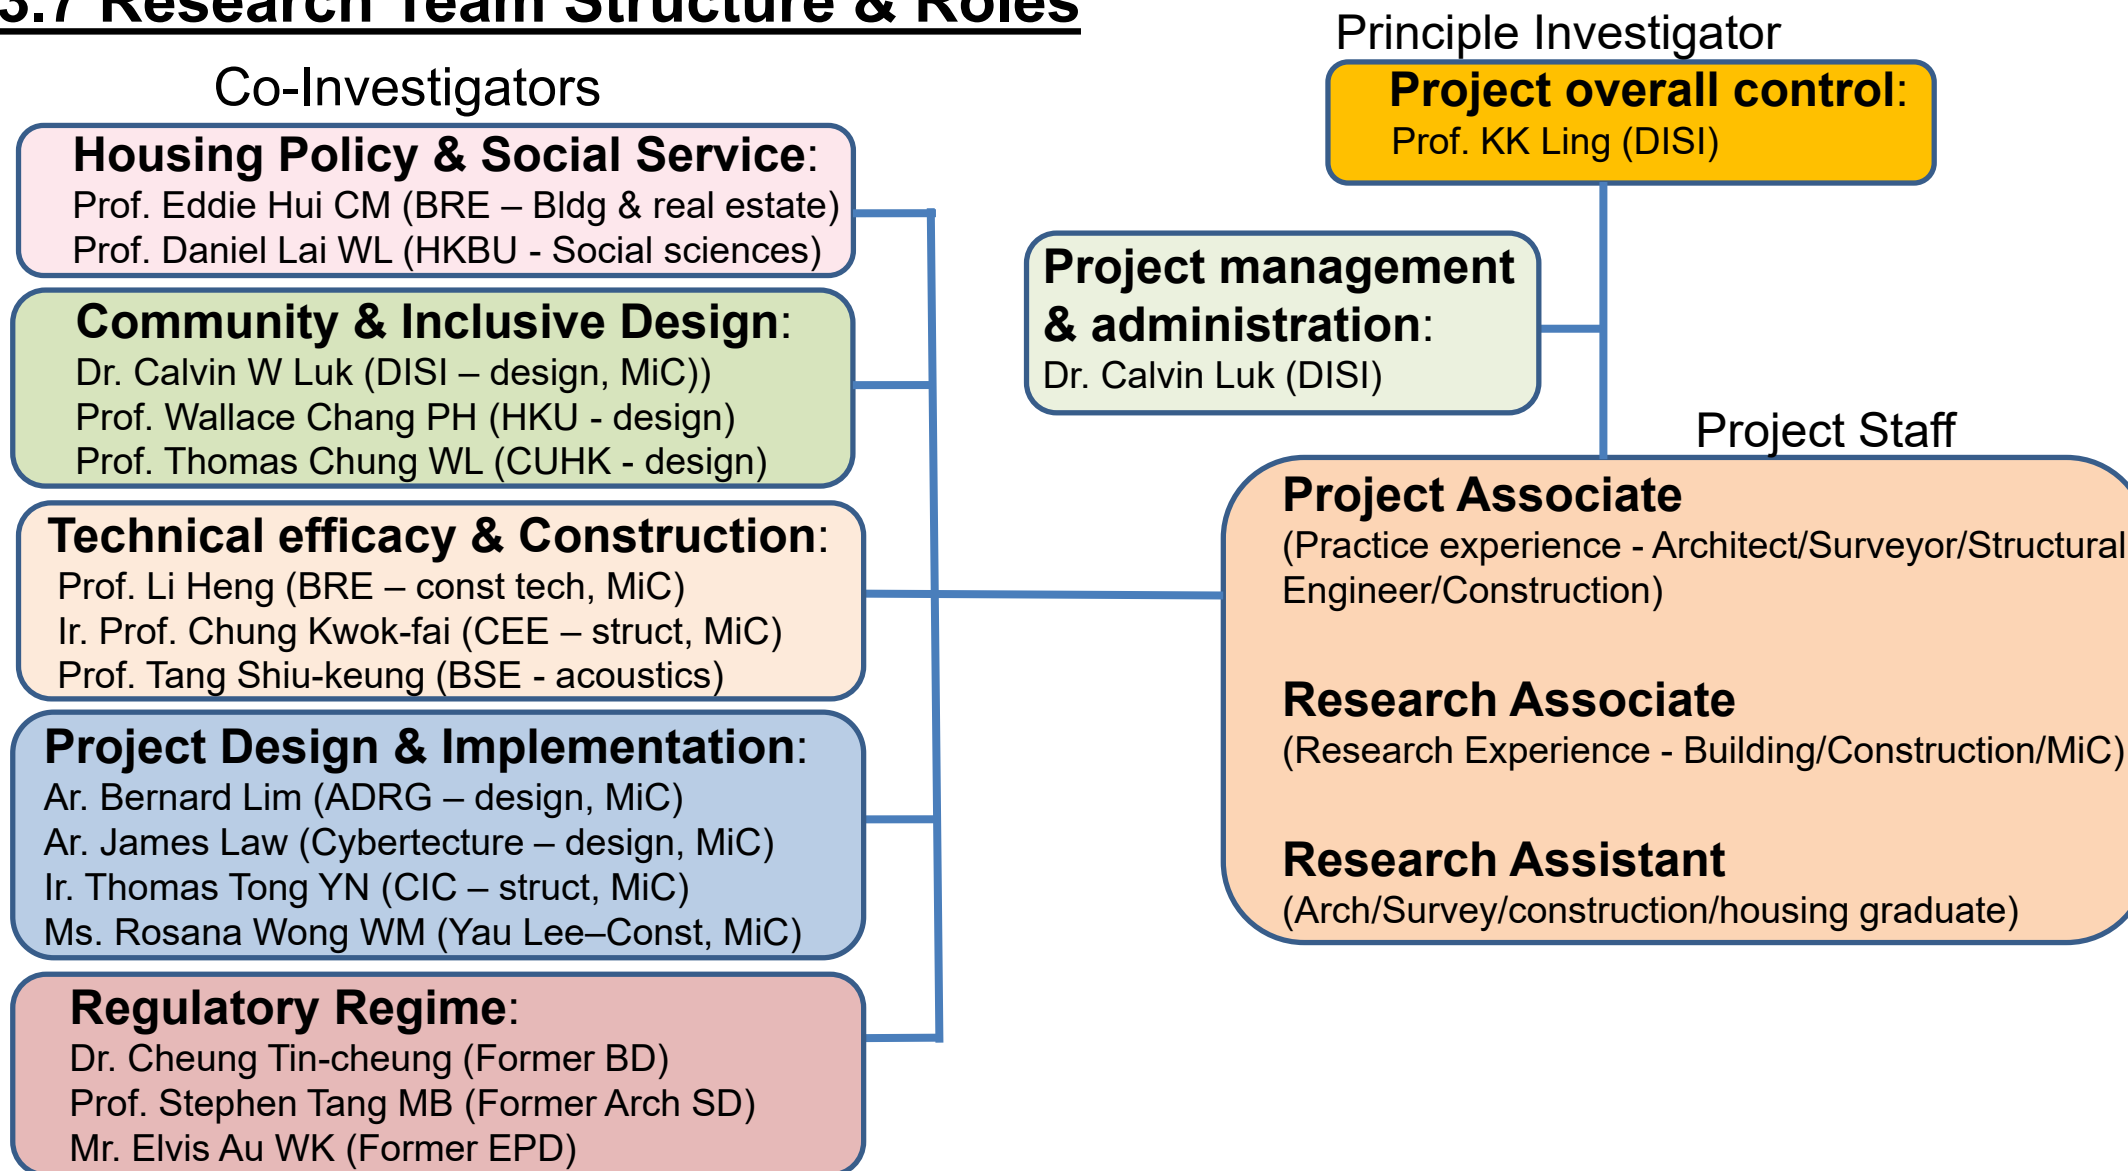 3.7 Research Team Structure & Roles
Co-Investigators
Housing Policy & Social Service:
Prof. Eddie Hui CM (BRE – Bldg & real estate)
Prof. Daniel Lai WL (HKBU - Social sciences)
Community & Inclusive Design:
Dr. Calvin W Luk (DISI – design, MiC))
Prof. Wallace Chang PH (HKU - design)
Prof. Thomas Chung WL (CUHK - design)
Technical efficacy & Construction:
Prof. Li Heng (BRE – const tech, MiC)
Ir. Prof. Chung Kwok-fai (CEE – struct, MiC)
Prof. Tang Shiu-keung (BSE - acoustics)
Project Design & Implementation:
Ar. Bernard Lim (ADRG – design, MiC)
Ar. James Law (Cybertecture – design, MiC)
Ir. Thomas Tong YN (CIC – struct, MiC)
Ms. Rosana Wong WM (Yau Lee–Const, MiC)
Regulatory Regime:
Dr. Cheung Tin-cheung (Former BD)
Prof. Stephen Tang MB (Former Arch SD)
Mr. Elvis Au WK (Former EPD)
Principle Investigator
Project overall control:
Prof. KK Ling (DISI)
Project management
& administration:
Dr. Calvin Luk (DISI)
Project Staff
Project Associate
(Practice experience - Architect/Surveyor/Structural
Engineer/Construction)
Research Associate
(Research Experience - Building/Construction/MiC)
Research Assistant
(Arch/Survey/construction/housing graduate)